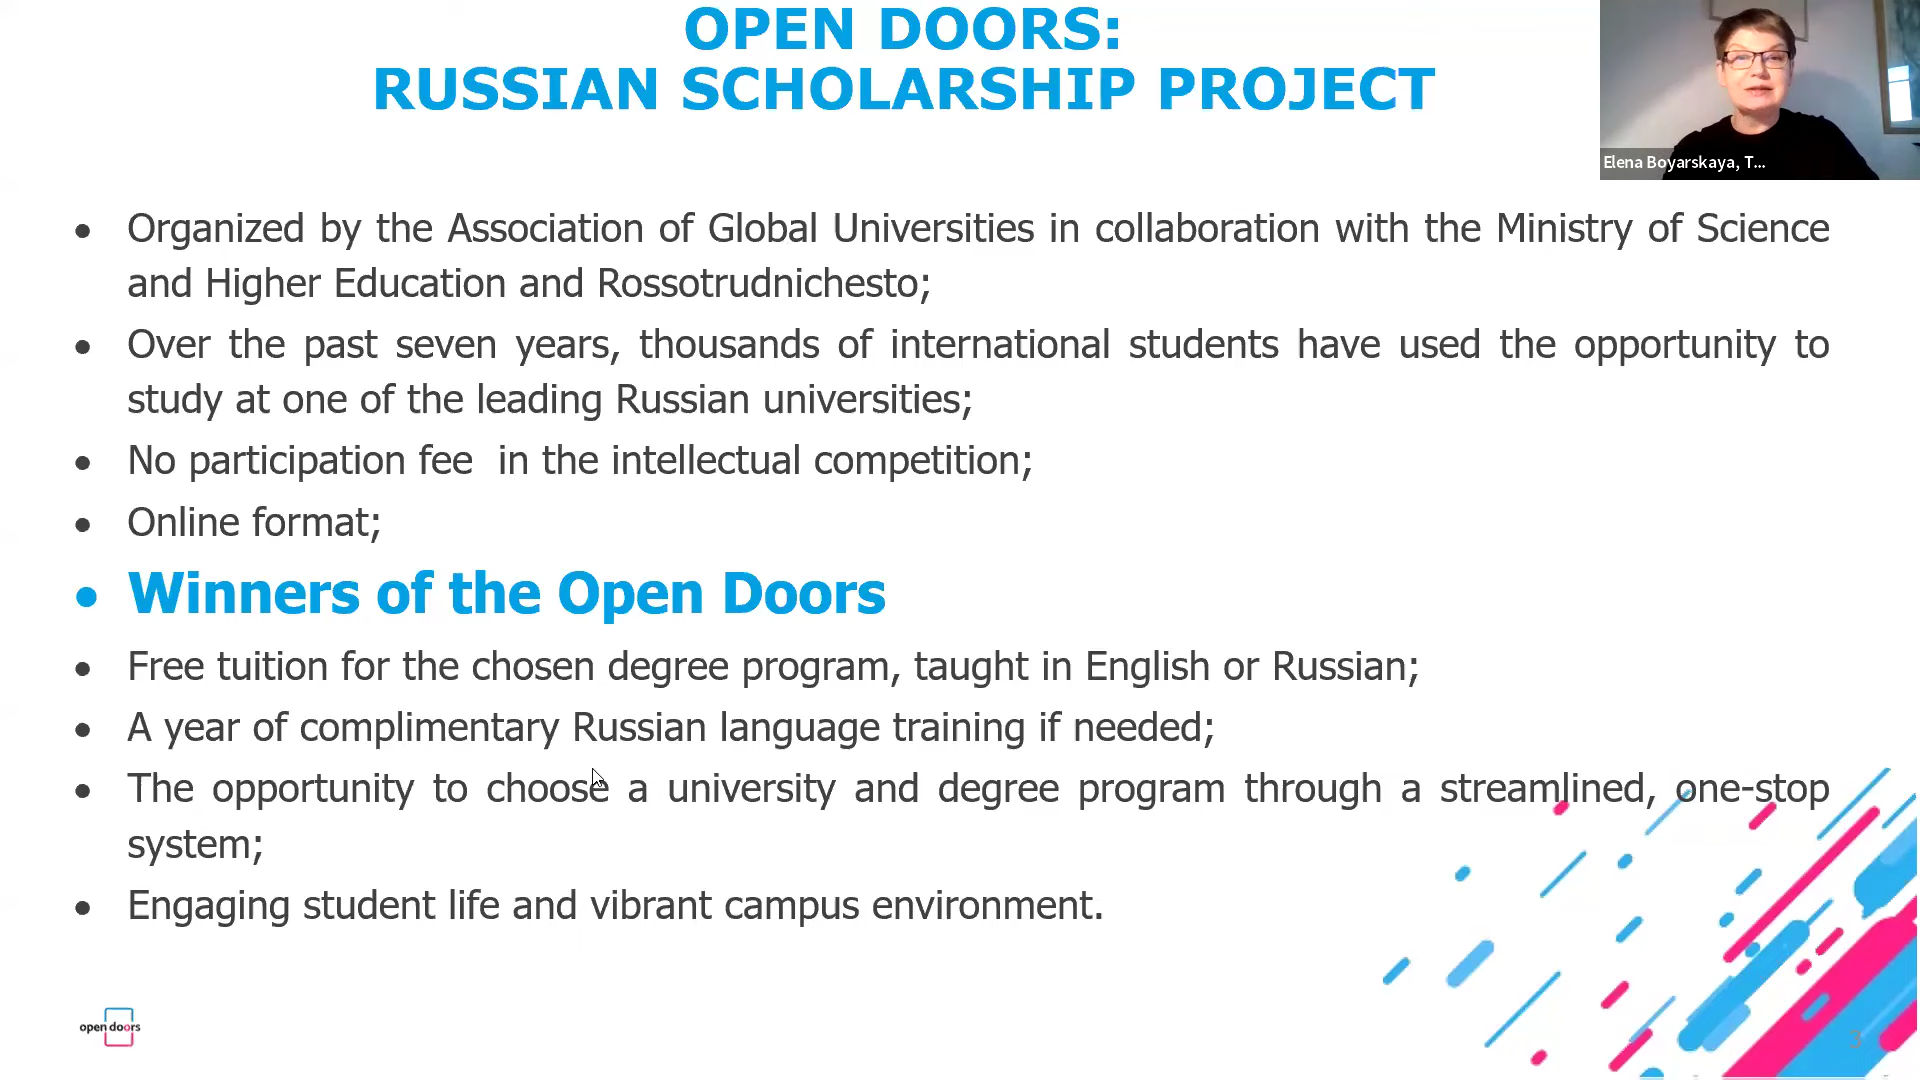 OPEN DOORS:
RUSSIAN SCHOLARSHIP PROJECT
Elena Boyarskaya, T...
• Organized by the Association of Global Universities in collaboration with the Ministry of Science
and Higher Education and Rossotrudnichesto;
• Over the past seven years, thousands of international students have used the opportunity to
study at one of the leading Russian universities;
• No participation fee  in the intellectual competition;
• Online format;
• Winners of the Open Doors
• Free tuition for the chosen degree program, taught in English or Russian;
• A year of complimentary Russian language training if needed;
• The opportunity to choose a university and degree program through a streamlined, one-stop
system;
• Engaging student life and vibrant campus environment.
open doors
3